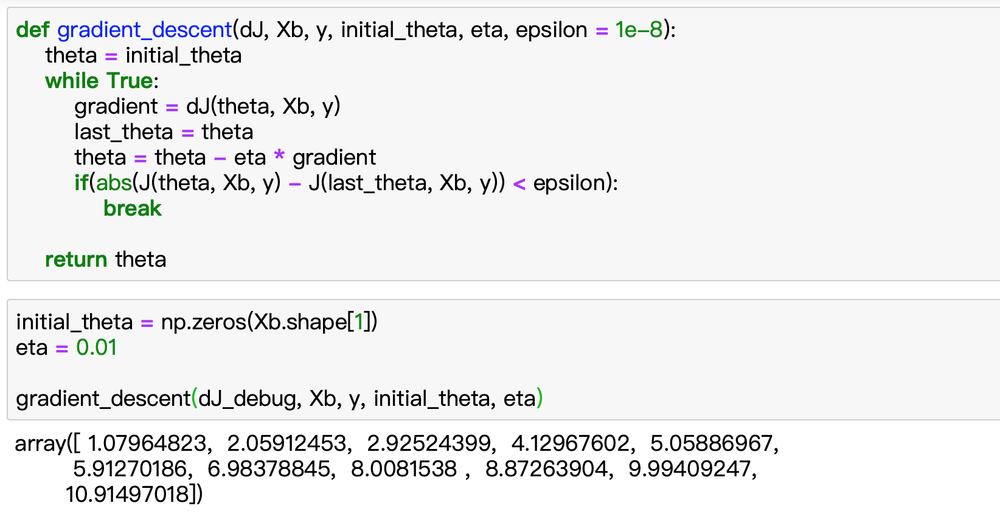 def gradient_descent(dJ, Xb, y, initial_theta, eta, epsilon = 1e-8):
    theta = initial_theta
    while True:
        gradient = dJ(theta, Xb, y)
        last_theta = theta
        theta = theta - eta * gradient
        if(abs(J(theta, Xb, y) - J(last_theta, Xb, y)) < epsilon):
            break
    return theta
initial_theta = np.zeros(Xb.shape[1])
eta = 0.01
gradient_descent(dJ_debug, Xb, y, initial_theta, eta)
array([ 1.07964823,  2.05912453,  2.92524399,  4.12967602,  5.05886967,
        5.91270186,  6.98378845,  8.0081538 ,  8.87263904,  9.99409247,
       10.91497018])